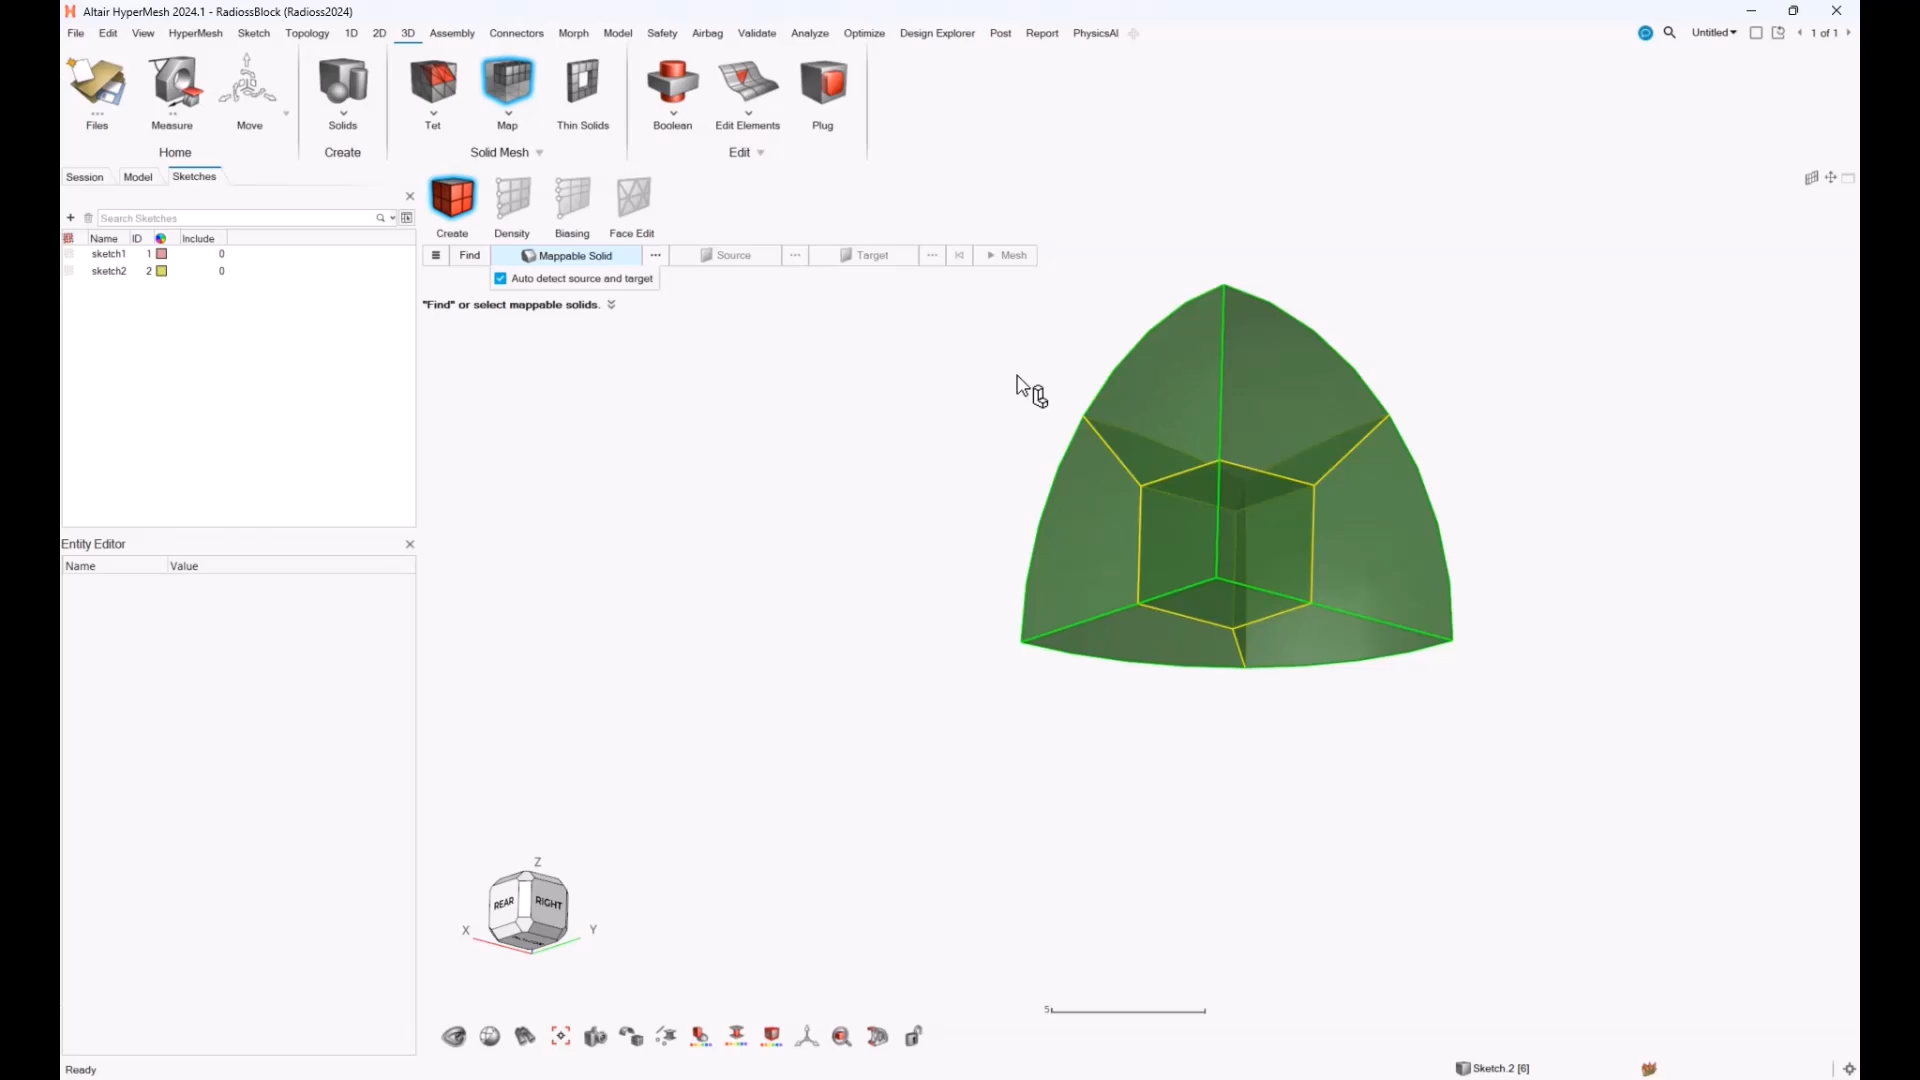 Altair HyperMesh 2024.1 - RadiossBlock (Radioss2024)
File Edit View HyperMesh Sketch Topology 1D 2D 3D Assembly Connectors Morph Model Safety Airbag Validate Analyze Optimize Design Explorer Post Report PhysicsAI Untitled 1 of 1
Files Measure Move Solids Tet Map Thin Solids Boolean Edit Elements Plug
Home Create Solid Mesh Edit
Session Model Sketches
Search Sketches
Create Density Biasing Face Edit
Name ID Include
sketch1 1 0
sketch2 2 0
Find Mappable Solid Source Target Mesh
Auto detect source and target
"Find" or select mappable solids.
Entity Editor
Name Value
Z
REAR RIGHT
X Y
5
Ready
Sketch.2 [6]